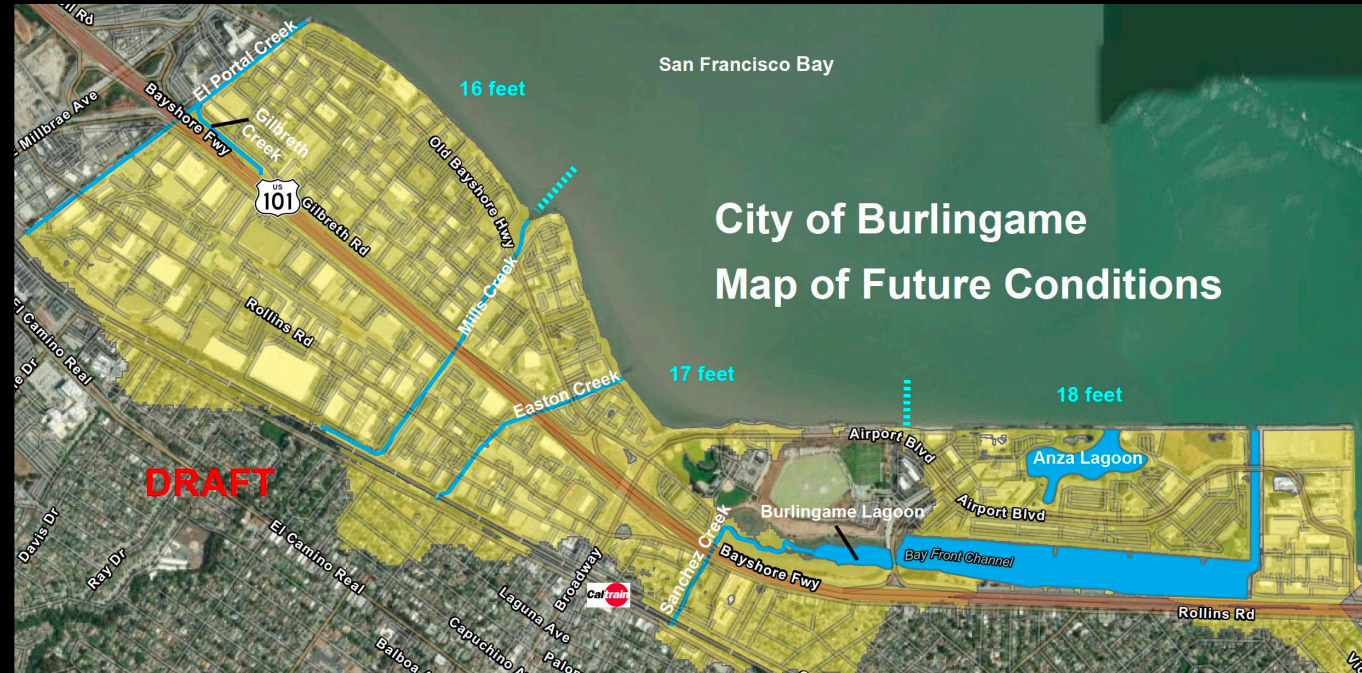 El Portal Creek
San Francisco Bay
16 feet
Millbrae Ave
Bayshore Fwy
Gilbreth
Creek
Old Bayshore Hwy
US
101
Gilbreth Rd
City of Burlingame
Map of Future Conditions
Mills Creek
Rollins Rd
El Camino Real
17 feet
Easton Creek
18 feet
Airport Blvd
Anza Lagoon
DRAFT
Airport Blvd
Burlingame Lagoon
Davis Dr
Ray Dr
El Camino Real
Broadway
Sanchez Creek
Bayshore Fwy
Bay Front Channel
Caltrain
Laguna Ave
Rollins Rd
Capuchino
Balboa